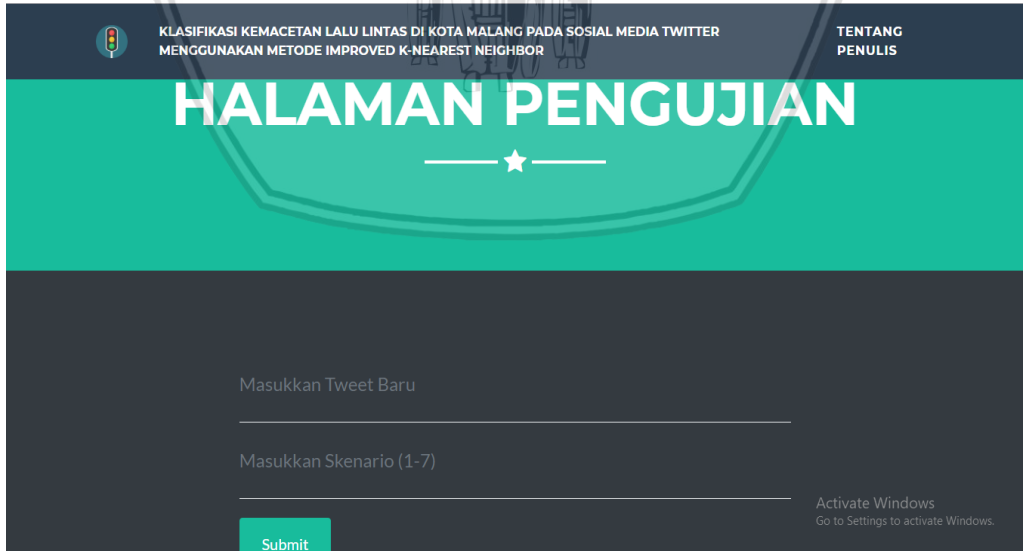 KLASIFIKASI KEMACETAN LALU LINTAS DI KOTA MALANG PADA SOSIAL MEDIA TWITTER
MENGGUNAKAN METODE IMPROVED K-NEAREST NEIGHBOR
TENTANG
PENULIS
HALAMAN PENGUJIAN
Masukkan Tweet Baru
Masukkan Skenario (1-7)
Submit
Activate Windows
Go to Settings to activate Windows.